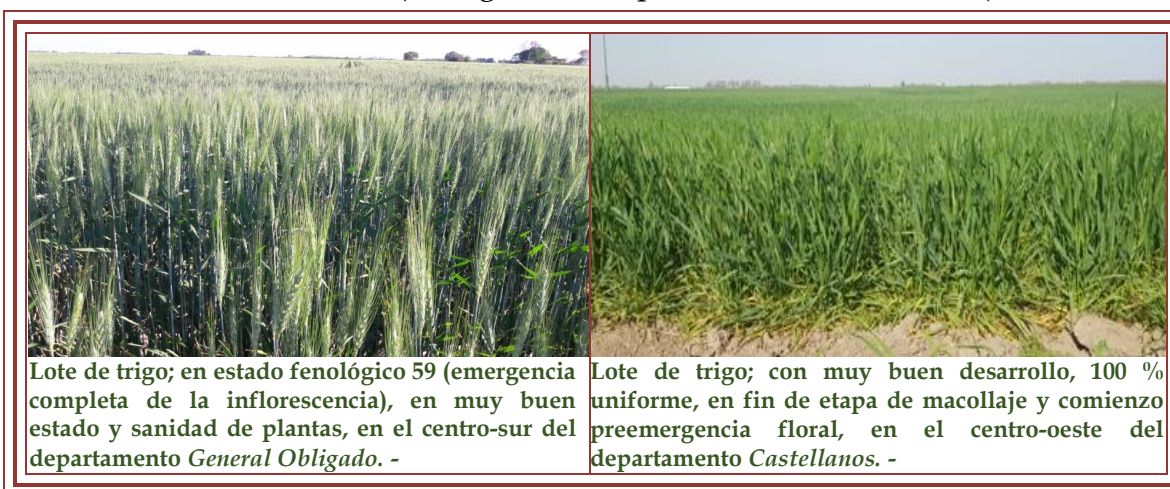 Lote de trigo; en estado fenológico 59 (emergencia
completa de la inflorescencia), en muy buen
estado y sanidad de plantas, en el centro-sur del
departamento General Obligado. -
Lote de trigo; con muy buen desarrollo, 100 %
uniforme, en fin de etapa de macollaje y comienzo
preemergencia floral, en el centro-oeste del
departamento Castellanos. -